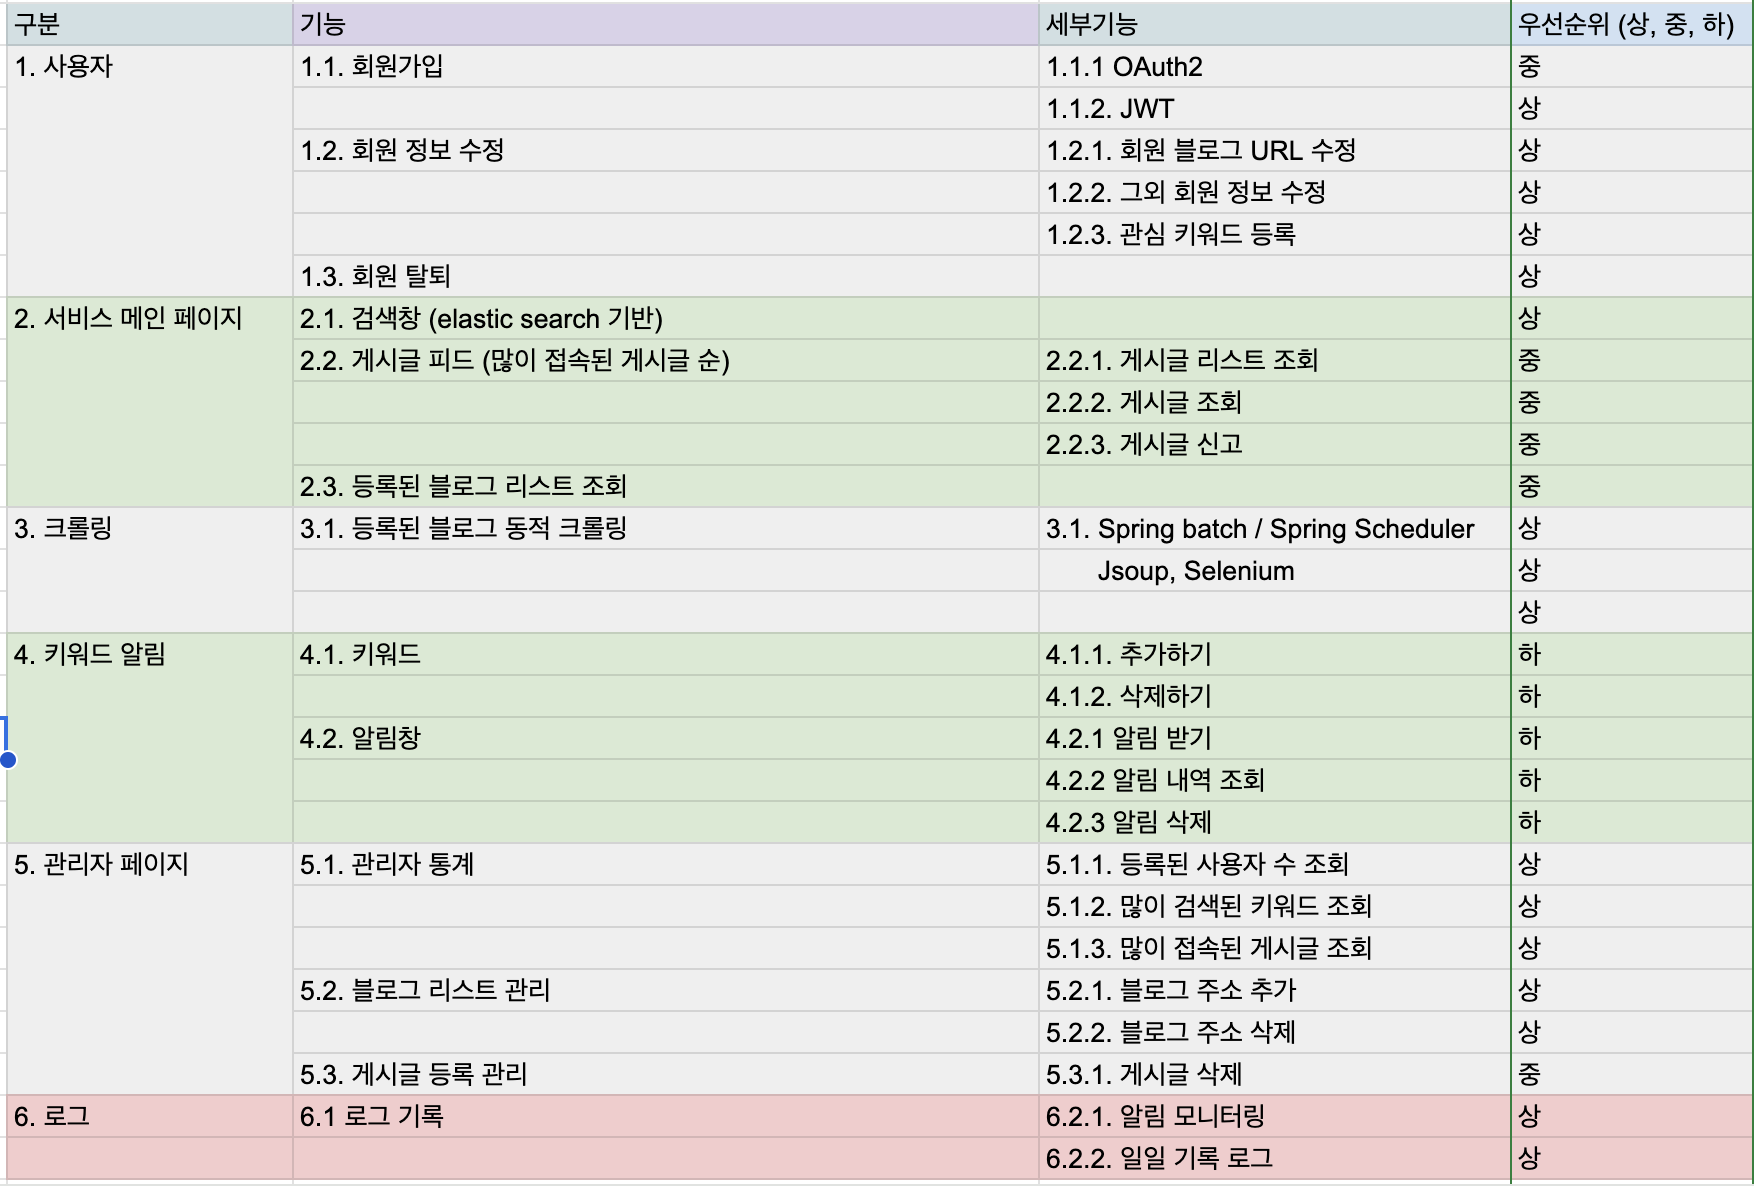 구분 기능 세부기능 우선순위 (상, 중, 하)
1. 사용자 1.1. 회원가입 1.1.1 OAuth2 중
1.1.2. JWT 상
1.2. 회원 정보 수정 1.2.1. 회원 블로그 URL 수정 상
1.2.2. 그외 회원 정보 수정 상
1.2.3. 관심 키워드 등록 상
1.3. 회원 탈퇴 상
2. 서비스 메인 페이지 2.1. 검색창 (elastic search 기반) 상
2.2. 게시글 피드 (많이 접속된 게시글 순) 2.2.1. 게시글 리스트 조회 중
2.2.2. 게시글 조회 중
2.2.3. 게시글 신고 중
2.3. 등록된 블로그 리스트 조회 중
3. 크롤링 3.1. 등록된 블로그 동적 크롤링 3.1. Spring batch / Spring Scheduler 상
Jsoup, Selenium 상
상
4. 키워드 알림 4.1. 키워드 4.1.1. 추가하기 하
4.1.2. 삭제하기 하
4.2. 알림창 4.2.1 알림 받기 하
4.2.2 알림 내역 조회 하
4.2.3 알림 삭제 하
5. 관리자 페이지 5.1. 관리자 통계 5.1.1. 등록된 사용자 수 조회 상
5.1.2. 많이 검색된 키워드 조회 상
5.1.3. 많이 접속된 게시글 조회 상
5.2. 블로그 리스트 관리 5.2.1. 블로그 주소 추가 상
5.2.2. 블로그 주소 삭제 상
5.3. 게시글 등록 관리 5.3.1. 게시글 삭제 중
6. 로그 6.1 로그 기록 6.2.1. 알림 모니터링 상
6.2.2. 일일 기록 로그 상